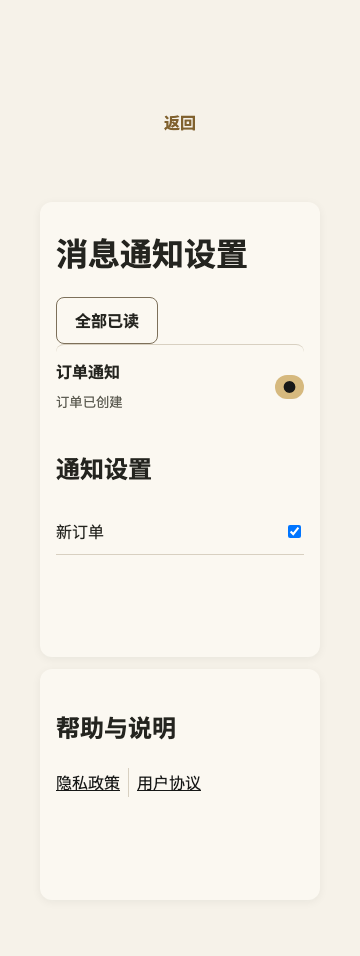 返回
消息通知设置
全部已读
订单通知
订单已创建
通知设置
新订单
帮助与说明
隐私政策 用户协议